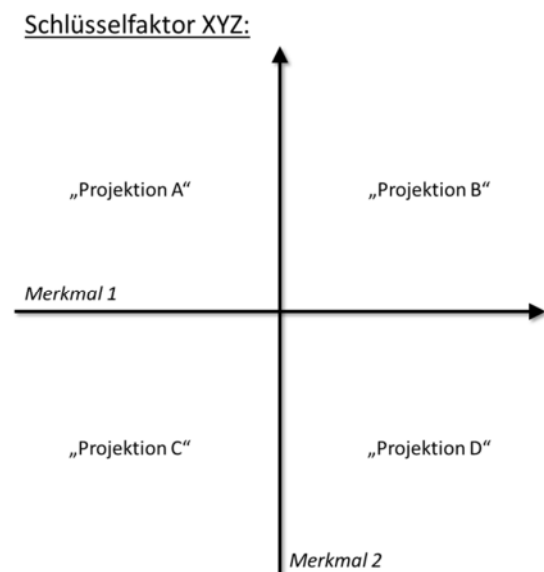 Schlüsselfaktor XYZ:
„Projektion A“
„Projektion B“
Merkmal 1
„Projektion C“
„Projektion D“
Merkmal 2